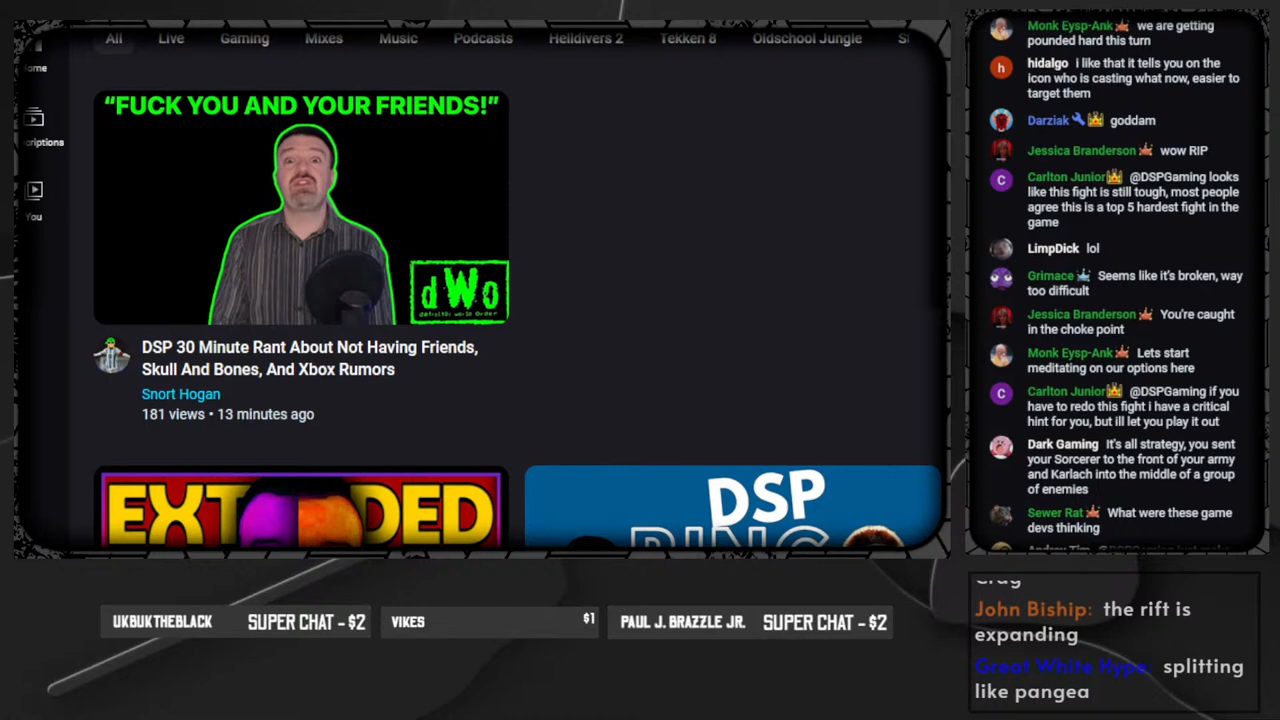 All Live Gaming Mixes Music Podcasts Helldivers 2 Tekken 8 Oldschool Jungle
You
"FUCK YOU AND YOUR FRIENDS!"
dWo
DSP 30 Minute Rant About Not Having Friends,
Skull And Bones, And Xbox Rumors
Snort Hogan
181 views • 13 minutes ago
DSP
Monk Eysp-Ank we are getting
pounded hard this turn
h hidalgo i like that it tells you on the
icon who is casting what now, easier to
target them
Darziak goddam
Jessica Branderson wow RIP
C Carlton Junior @DSPGaming looks
like this fight is still tough, most people
agree this is a top 5 hardest fight in the
game
LimpDick lol
Grimace Seems like it's broken, way
too difficult
Jessica Branderson You're caught
in the choke point
Monk Eysp-Ank Lets start
meditating on our options here
C Carlton Junior @DSPGaming if you
have to redo this fight i have a critical
hint for you, but ill let you play it out
Dark Gaming It's all strategy, you sent
your Sorcerer to the front of your army
and Karlach into the middle of a group
of enemies
Sewer Rat What were these game
devs thinking
UKBUKTHEBLACK SUPER CHAT - $2
VIKES $1
PAUL J. BRAZZLE JR. SUPER CHAT - $2
John Biship: the rift is
expanding
Great White Hype: splitting
like pangea